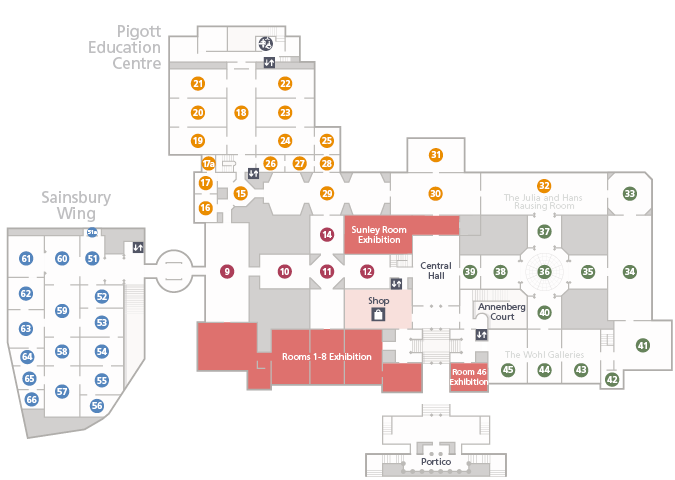 Pigott
Education
Centre
21
22
20
18
23
19
24
25
17a
26
27
28
31
17
15
29
30
32
33
The Julia and Hans
Rausing Room
16
Sainsbury
Wing
51a
14
Sunley Room
Exhibition
37
61
60
51
9
10
11
12
Central
Hall
39
38
36
35
34
62
52
59
53
Shop
Annenberg
Court
40
63
58
54
64
Rooms 1-8 Exhibition
The Wohl Galleries
41
65
55
57
66
56
Room 46
Exhibition
45
44
43
42
Portico